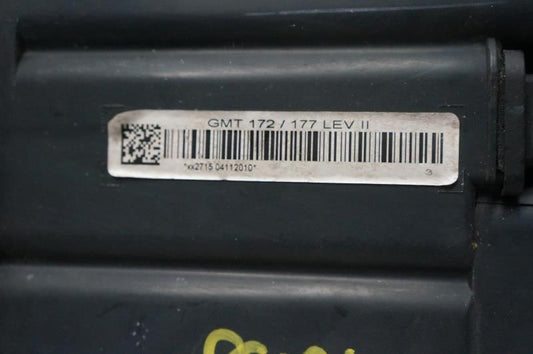 GMT 172 / 177 LEV II
*xx2715 04112010*
3